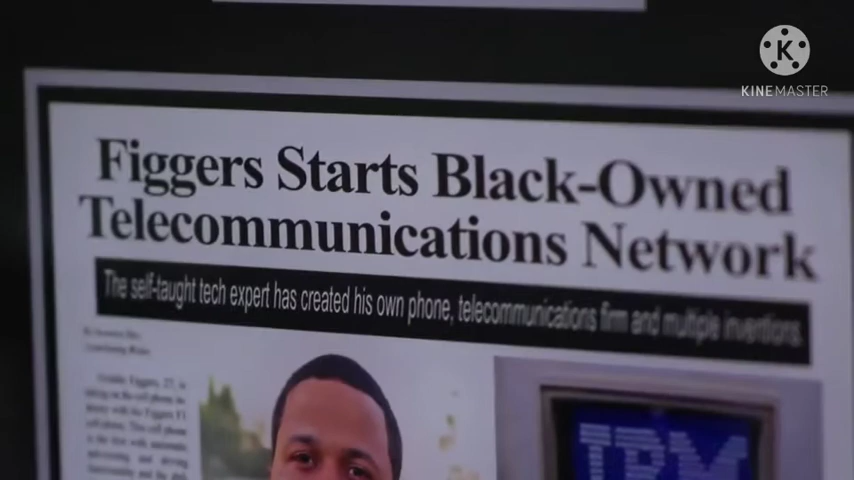 KINEMASTER
Figgers Starts Black-Owned
Telecommunications Network
The self-taught tech expert has created his own phone, telecommunications firm and multiple inventions.
IBM